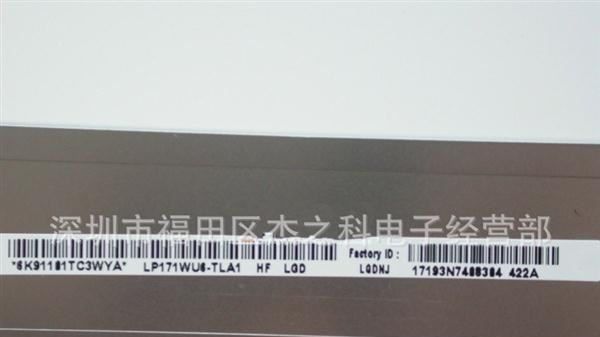 深圳市福田区杰之科电子经营部
Factory ID :
*6K91181TC3WYA* LP171WU6-TLA1 HF LGD LGDNJ 17193N7485384 422A